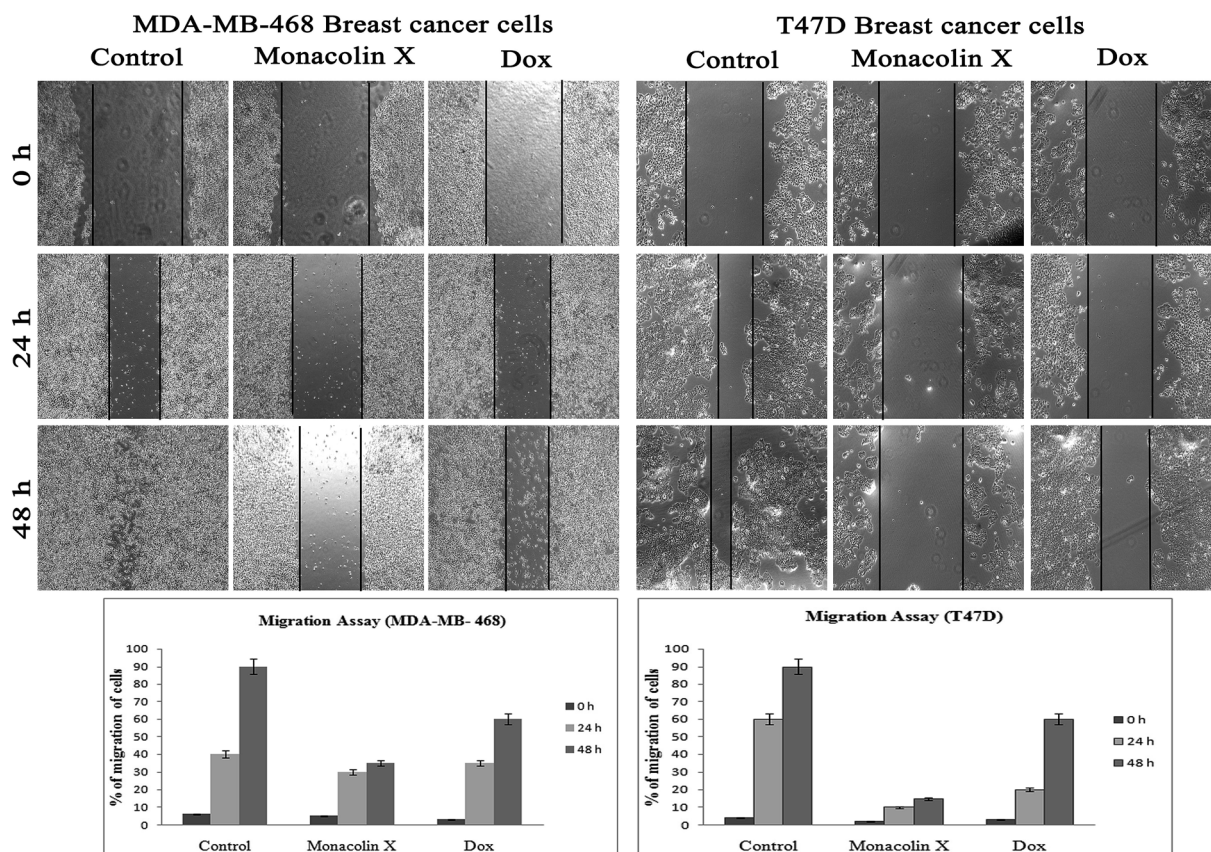 MDA-MB-468 Breast cancer cells
Control Monacolin X Dox
T47D Breast cancer cells
Control Monacolin X Dox
0 h
24 h
48 h
Migration Assay (MDA-MB- 468)
% of migration of cells
100
90
80
70
60
50
40
30
20
10
0
Control Monacolin X Dox
0 h
24 h
48 h
Migration Assay (T47D)
% of migration of cells
100
90
80
70
60
50
40
30
20
10
0
Control Monacolin X Dox
0 h
24 h
48 h